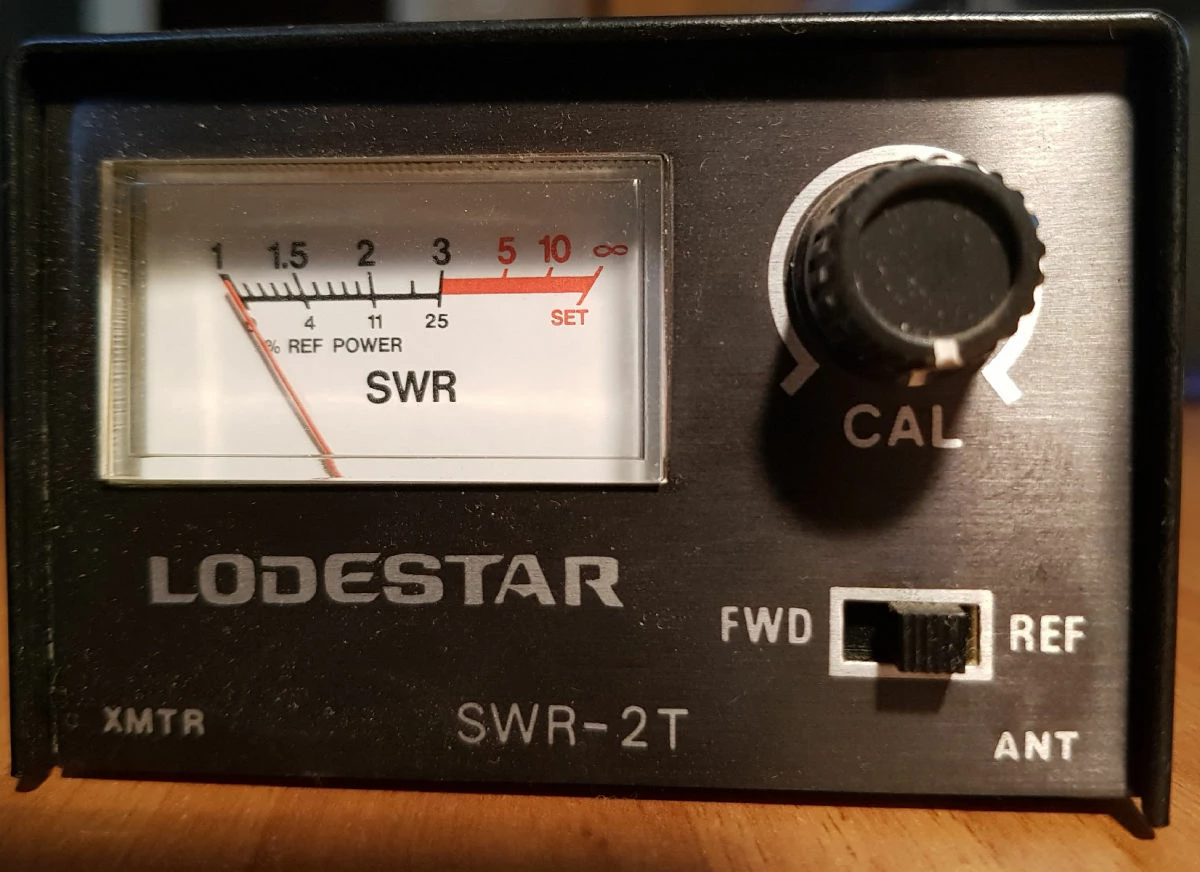 1 1.5 2 3 5 10 ∞
0 4 11 25 SET
% REF POWER
SWR
CAL
LODESTAR
FWD REF
XMTR SWR-2T ANT